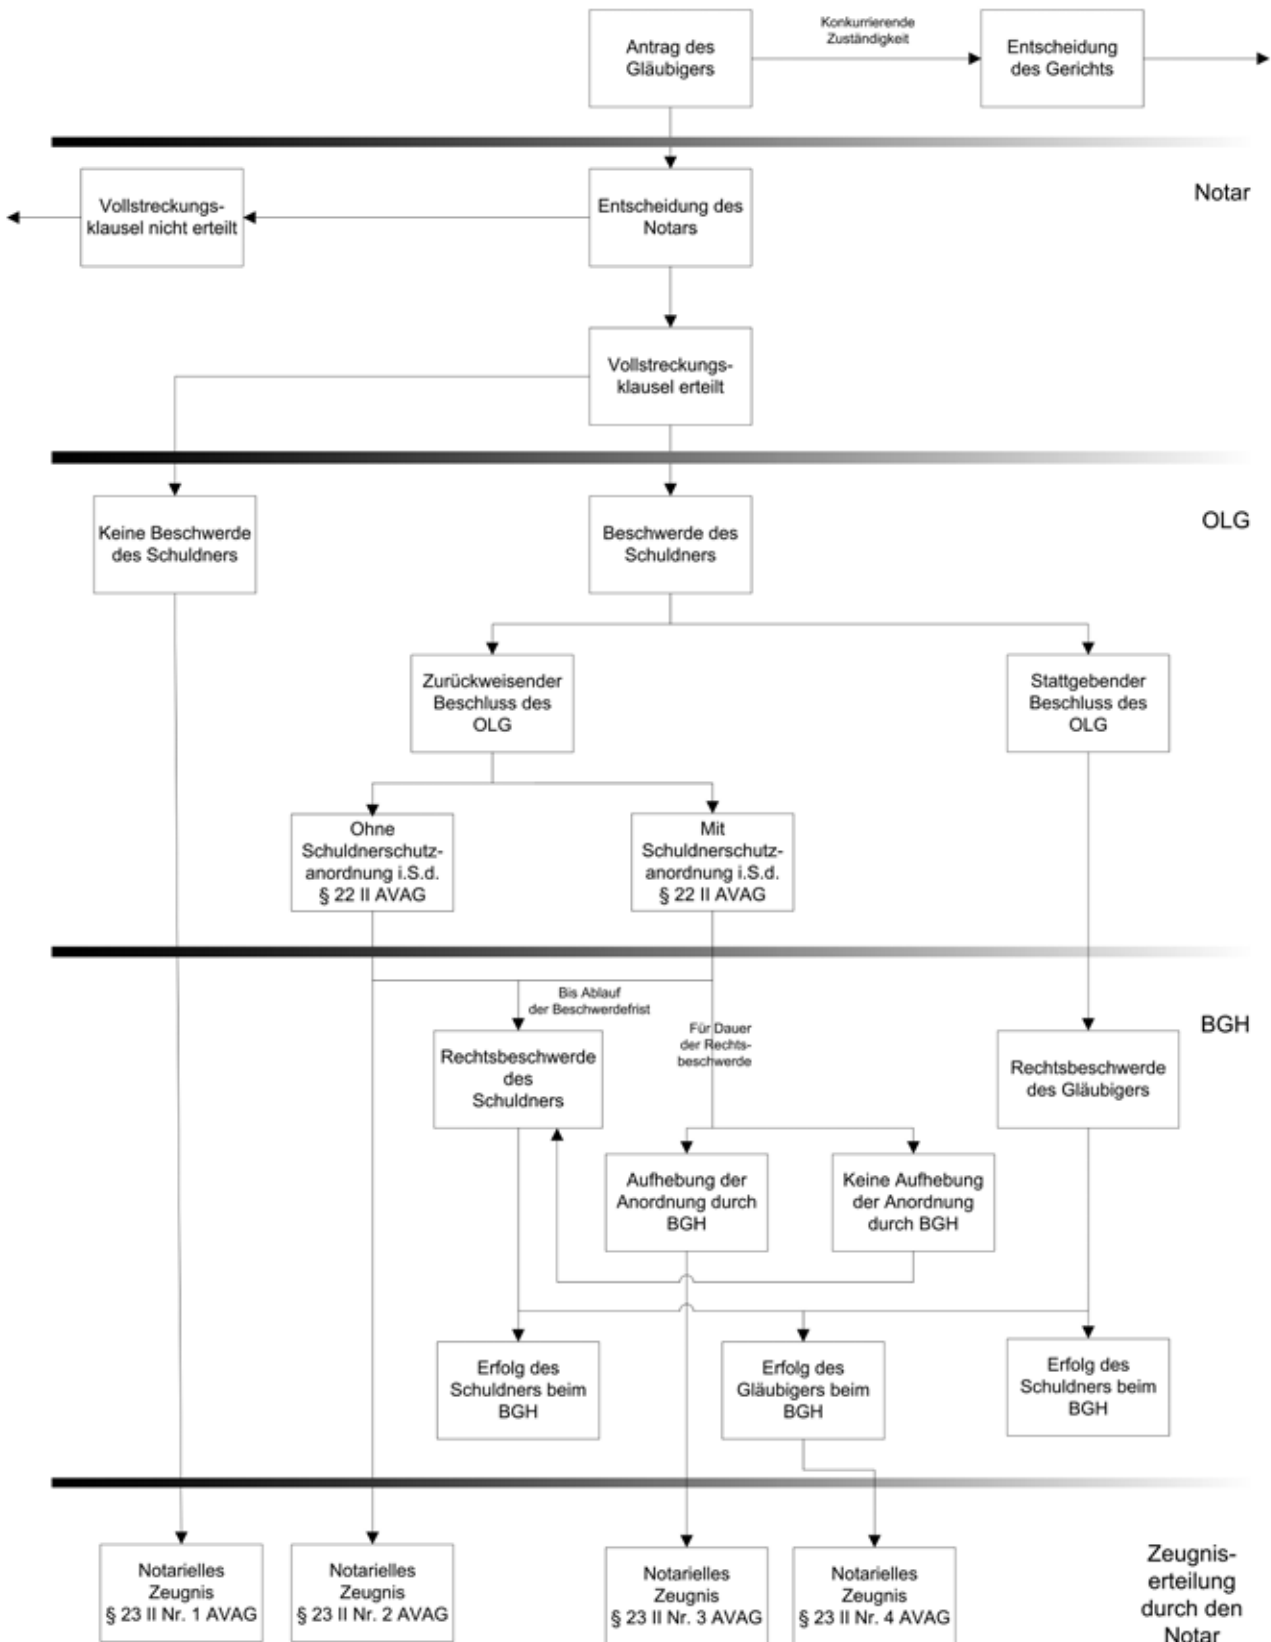 Antrag des
Gläubigers
Konkurrierende
Zuständigkeit
Entscheidung
des Gerichts
Notar
Vollstreckungs-
klausel nicht erteilt
Entscheidung des
Notars
Vollstreckungs-
klausel erteilt
OLG
Keine Beschwerde
des Schuldners
Beschwerde des
Schuldners
Zurückweisender
Beschluss des
OLG
Stattgebender
Beschluss des
OLG
Ohne
Schuldnerschutz-
anordnung i.S.d.
§ 22 II AVAG
Mit
Schuldnerschutz-
anordnung i.S.d.
§ 22 II AVAG
BGH
Bis Ablauf
der Beschwerdefrist
Für Dauer
der Rechts-
beschwerde
Rechtsbeschwerde
des
Schuldners
Rechtsbeschwerde
des Gläubigers
Aufhebung der
Anordnung durch
BGH
Keine Aufhebung
der Anordnung
durch BGH
Erfolg des
Schuldners beim
BGH
Erfolg des
Gläubigers beim
BGH
Erfolg des
Schuldners beim
BGH
Notarielles
Zeugnis
§ 23 II Nr. 1 AVAG
Notarielles
Zeugnis
§ 23 II Nr. 2 AVAG
Notarielles
Zeugnis
§ 23 II Nr. 3 AVAG
Notarielles
Zeugnis
§ 23 II Nr. 4 AVAG
Zeugnis-
erteilung
durch den
Notar